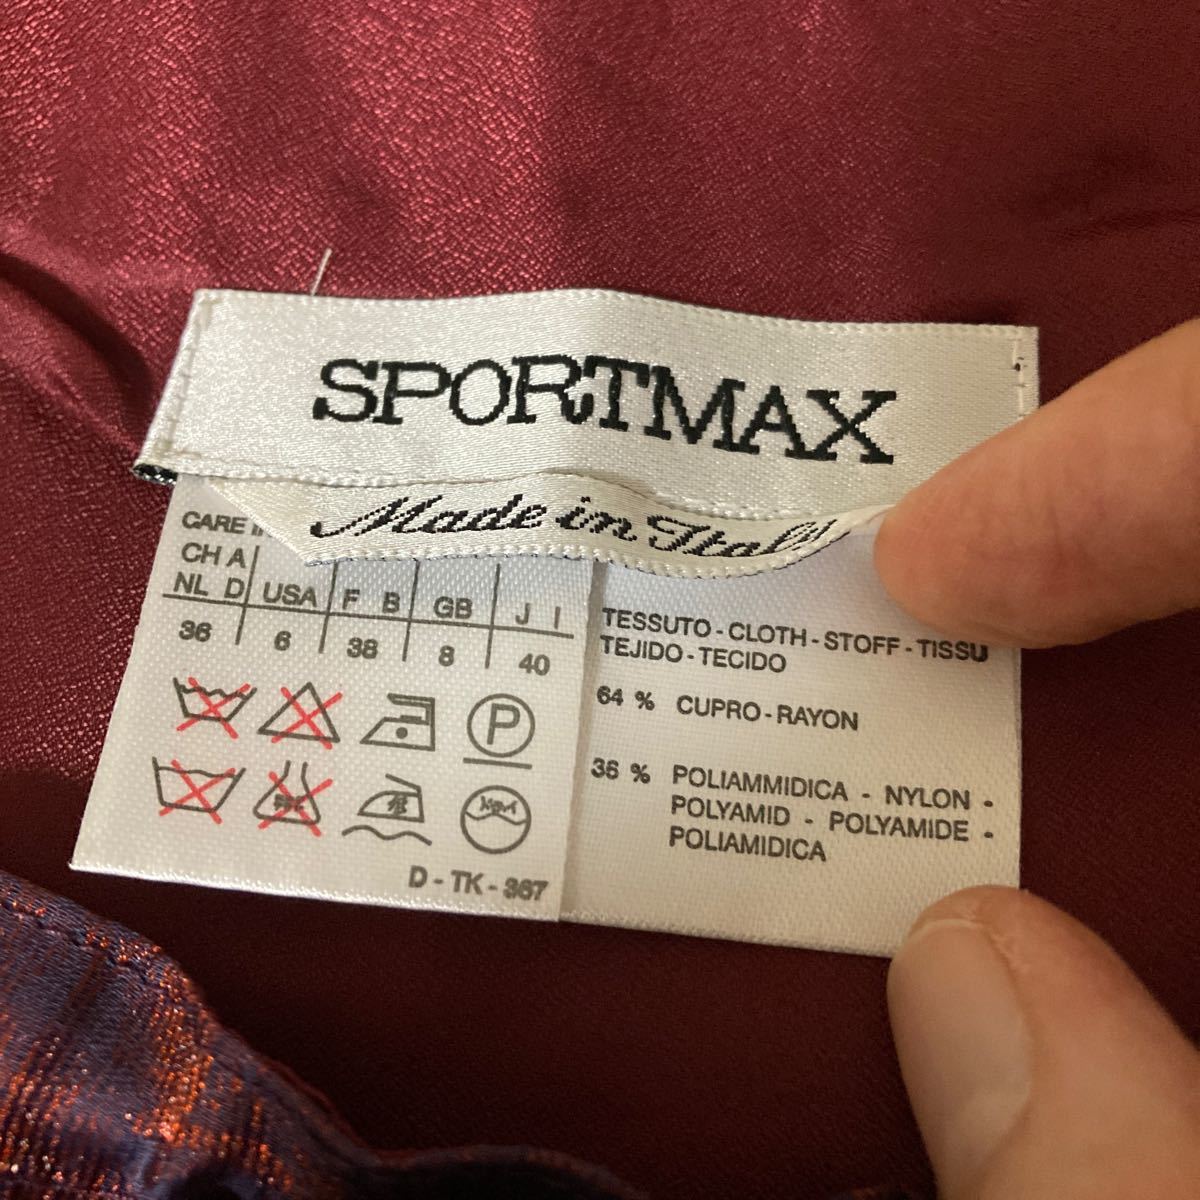 SPORTMAX
Made in Italy
CARE
CH A
NL D USA F B GB J I
36 6 38 8 40
P
D - TK - 367
TESSUTO - CLOTH - STOFF - TISSU
TEJIDO - TECIDO
64 % CUPRO - RAYON
36 % POLIAMMIDICA - NYLON -
POLYAMID - POLYAMIDE -
POLIAMIDICA